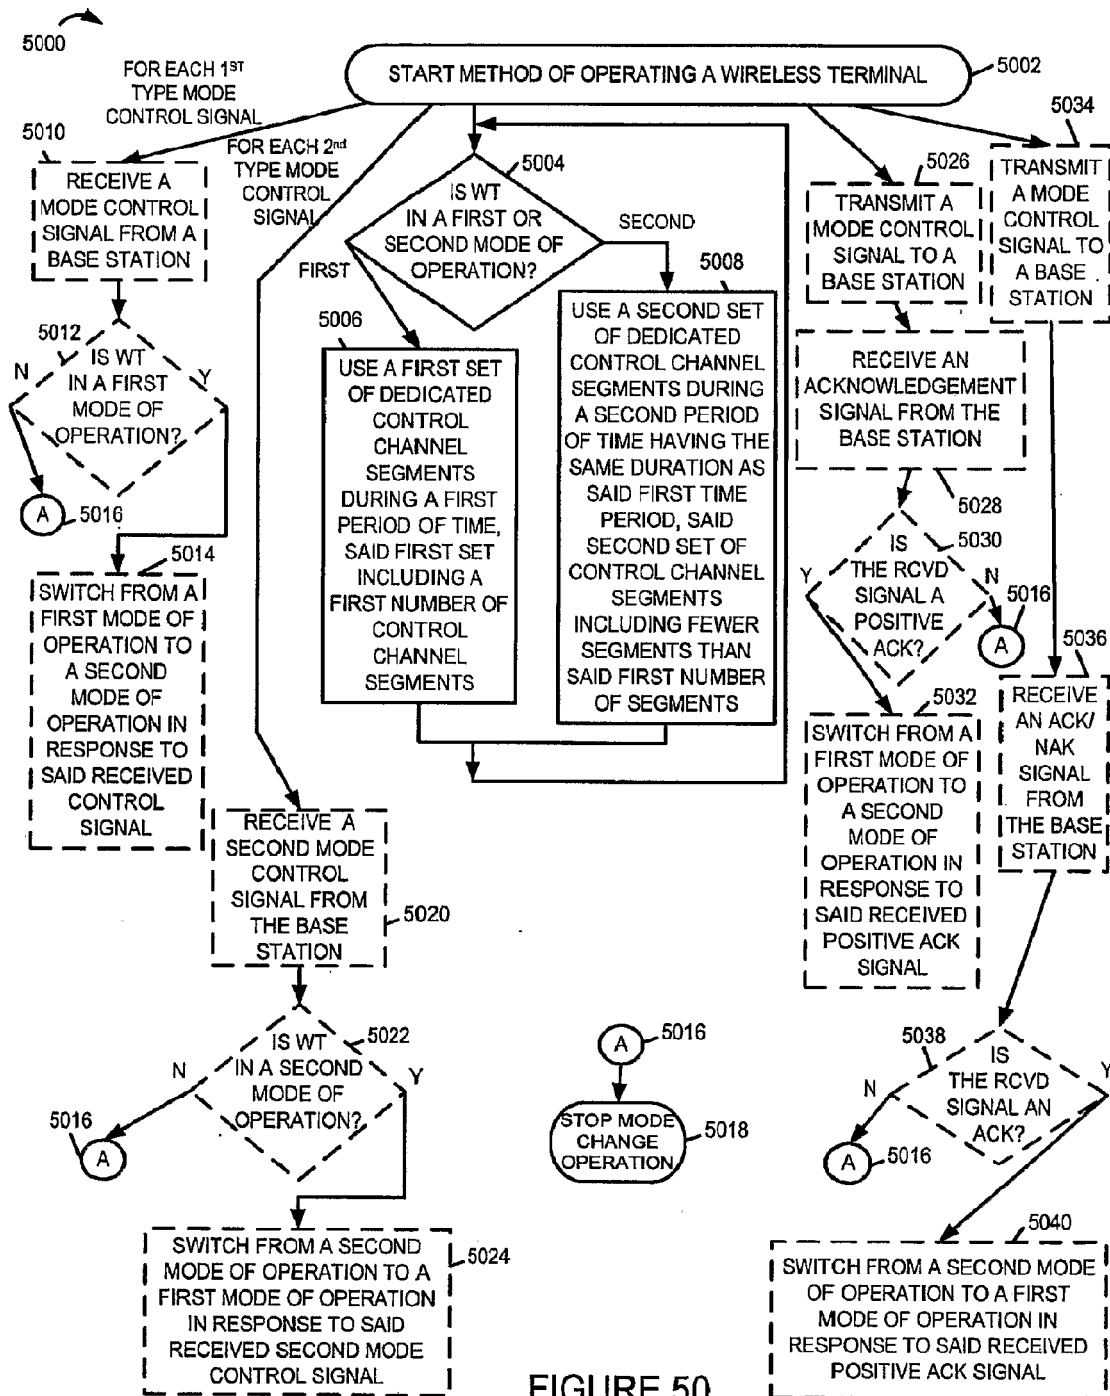 5000
START METHOD OF OPERATING A WIRELESS TERMINAL
5002
FOR EACH 1ST
TYPE MODE
CONTROL SIGNAL
5010
RECEIVE A
MODE CONTROL
SIGNAL FROM A
BASE STATION
5012
IS WT
IN A FIRST
MODE OF
OPERATION?
N
Y
A
5016
5014
SWITCH FROM A
FIRST MODE OF
OPERATION TO
A SECOND
MODE OF
OPERATION IN
RESPONSE TO
SAID RECEIVED
CONTROL
SIGNAL
FOR EACH 2nd
TYPE MODE
CONTROL
SIGNAL
5004
IS WT
IN A FIRST OR
SECOND MODE OF
OPERATION?
FIRST
SECOND
5006
USE A FIRST SET
OF DEDICATED
CONTROL
CHANNEL
SEGMENTS
DURING A FIRST
PERIOD OF TIME,
SAID FIRST SET
INCLUDING A
FIRST NUMBER OF
CONTROL
CHANNEL
SEGMENTS
5008
USE A SECOND SET
OF DEDICATED
CONTROL CHANNEL
SEGMENTS DURING
A SECOND PERIOD
OF TIME HAVING THE
SAME DURATION AS
SAID FIRST TIME
PERIOD, SAID
SECOND SET OF
CONTROL CHANNEL
SEGMENTS
INCLUDING FEWER
SEGMENTS THAN
SAID FIRST NUMBER
OF SEGMENTS
5026
TRANSMIT A
MODE CONTROL
SIGNAL TO A
BASE STATION
RECEIVE AN
ACKNOWLEDGEMENT
SIGNAL FROM THE
BASE STATION
5028
5030
IS
THE RCVD
SIGNAL A
POSITIVE
ACK?
Y
N
5016
A
5032
SWITCH FROM A
FIRST MODE OF
OPERATION TO
A SECOND
MODE OF
OPERATION IN
RESPONSE TO
SAID RECEIVED
POSITIVE ACK
SIGNAL
5034
TRANSMIT
A MODE
CONTROL
SIGNAL TO
A BASE
STATION
5036
RECEIVE
AN ACK/
NAK
SIGNAL
FROM
THE BASE
STATION
RECEIVE A
SECOND MODE
CONTROL
SIGNAL FROM
THE BASE
STATION
5020
5022
IS WT
IN A SECOND
MODE OF
OPERATION?
N
Y
5016
A
SWITCH FROM A SECOND
MODE OF OPERATION TO A
FIRST MODE OF OPERATION
IN RESPONSE TO SAID
RECEIVED SECOND MODE
CONTROL SIGNAL
5024
A
5016
STOP MODE
CHANGE
OPERATION
5018
5038
IS
THE RCVD
SIGNAL AN
ACK?
N
Y
A
5016
5040
SWITCH FROM A SECOND MODE
OF OPERATION TO A FIRST
MODE OF OPERATION IN
RESPONSE TO SAID RECEIVED
POSITIVE ACK SIGNAL
FIGURE 50